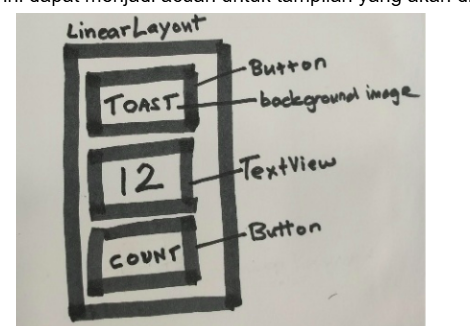 ini dapat menjadi acuan untuk tampilan yang akan di
LinearLayout
Button
TOAST
background image
12
TextView
Button
COUNT